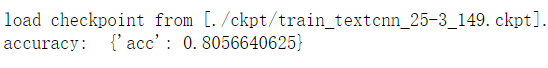 load checkpoint from [./ckpt/train_textcnn_25-3_149.ckpt].
accuracy:  {'acc': 0.8056640625}